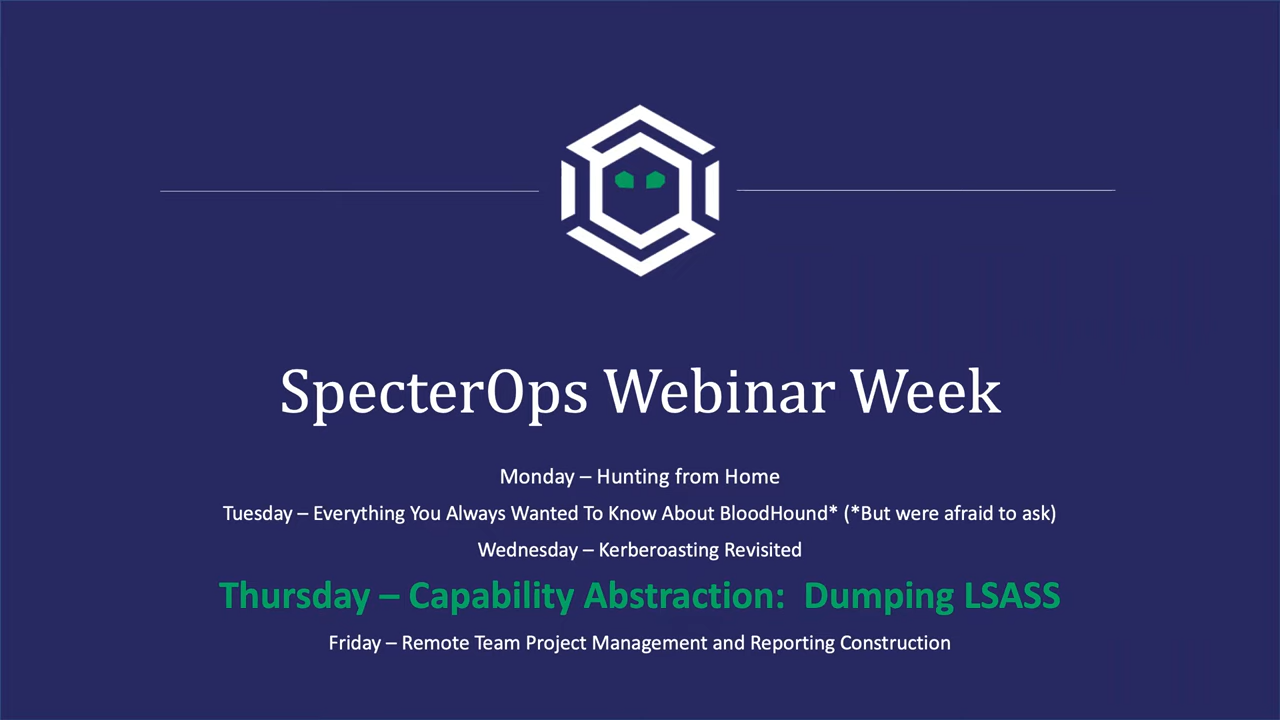 SpecterOps Webinar Week
Monday – Hunting from Home
Tuesday – Everything You Always Wanted To Know About BloodHound* (*But were afraid to ask)
Wednesday – Kerberoasting Revisited
Thursday – Capability Abstraction:  Dumping LSASS
Friday – Remote Team Project Management and Reporting Construction